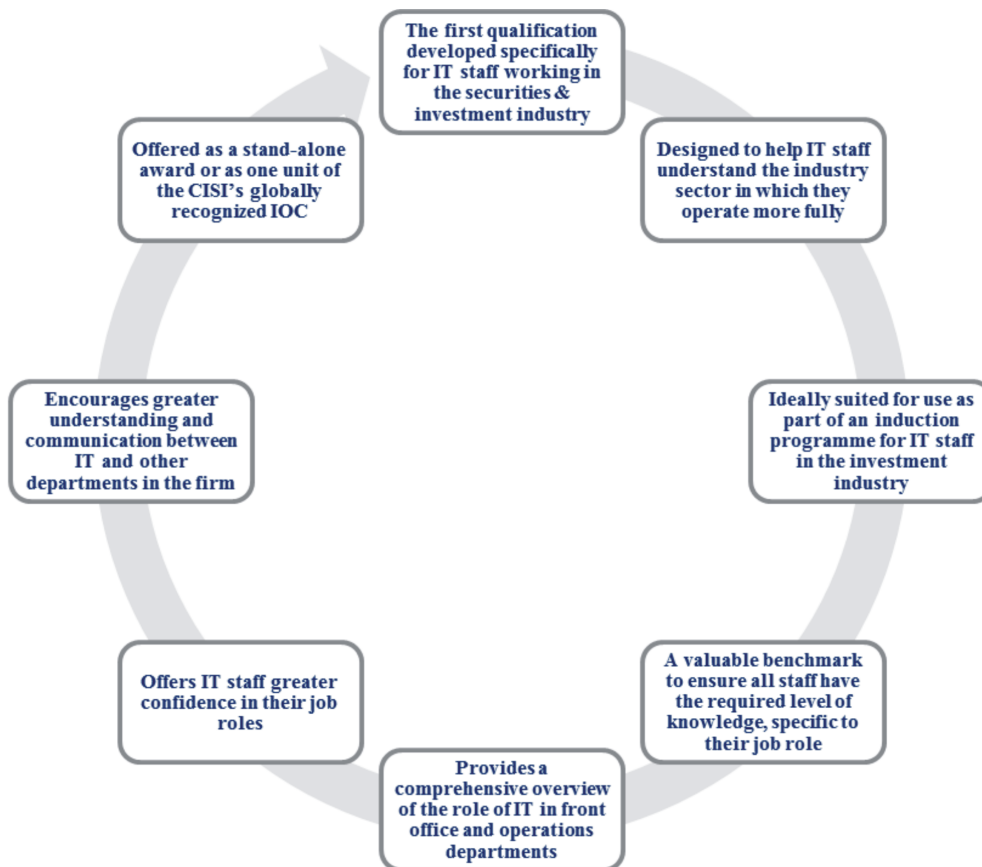 The first qualification
developed specifically
for IT staff working in
the securities &
investment industry
Designed to help IT staff
understand the industry
sector in which they
operate more fully
Ideally suited for use as
part of an induction
programme for IT staff
in the investment
industry
A valuable benchmark
to ensure all staff have
the required level of
knowledge, specific to
their job role
Provides a
comprehensive overview
of the role of IT in front
office and operations
departments
Offers IT staff greater
confidence in their job
roles
Encourages greater
understanding and
communication between
IT and other
departments in the firm
Offered as a stand-alone
award or as one unit of
the CISI's globally
recognized IOC